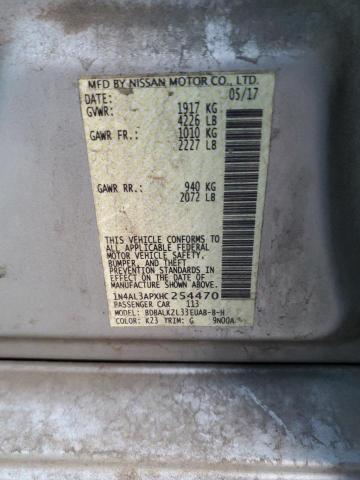 MFD BY NISSAN MOTOR CO., LTD.
DATE: 05/17
GVWR: 1917 KG
4226 LB
GAWR FR.: 1010 KG
2227 LB
GAWR RR.: 940 KG
2072 LB
THIS VEHICLE CONFORMS TO
ALL APPLICABLE FEDERAL
MOTOR VEHICLE SAFETY,
BUMPER, AND THEFT
PREVENTION STANDARDS IN
EFFECT ON THE DATE OF
MANUFACTURE SHOWN ABOVE.
1N4AL3APXHC254470
PASSENGER CAR 113
MODEL: BDBALKZL33EUAB-B-H
COLOR: K23 TRIM: G 9N00A